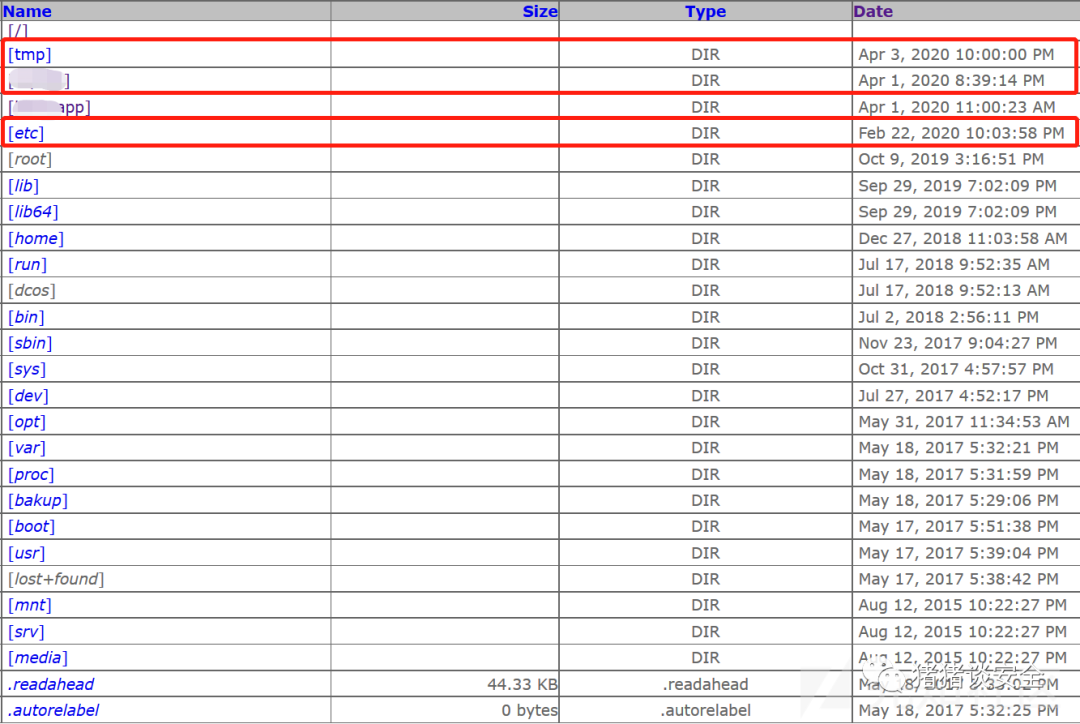 Name Size Type Date
[/]
[tmp] DIR Apr 3, 2020 10:00:00 PM
[ ] DIR Apr 1, 2020 8:39:14 PM
[ app] DIR Apr 1, 2020 11:00:23 AM
[etc] DIR Feb 22, 2020 10:03:58 PM
[root] DIR Oct 9, 2019 3:16:51 PM
[lib] DIR Sep 29, 2019 7:02:09 PM
[lib64] DIR Sep 29, 2019 7:02:09 PM
[home] DIR Dec 27, 2018 11:03:58 AM
[run] DIR Jul 17, 2018 9:52:35 AM
[dcos] DIR Jul 17, 2018 9:52:13 AM
[bin] DIR Jul 2, 2018 2:56:11 PM
[sbin] DIR Nov 23, 2017 9:04:27 PM
[sys] DIR Oct 31, 2017 4:57:57 PM
[dev] DIR Jul 27, 2017 4:52:17 PM
[opt] DIR May 31, 2017 11:34:53 AM
[var] DIR May 18, 2017 5:32:21 PM
[proc] DIR May 18, 2017 5:31:59 PM
[bakup] DIR May 18, 2017 5:29:06 PM
[boot] DIR May 17, 2017 5:51:38 PM
[usr] DIR May 17, 2017 5:39:04 PM
[lost+found] DIR May 17, 2017 5:38:42 PM
[mnt] DIR Aug 12, 2015 10:22:27 PM
[srv] DIR Aug 12, 2015 10:22:27 PM
[media] DIR Aug 12, 2015 10:22:27 PM
.readahead 44.33 KB .readahead PM
猪猪谈安全
.autorelabel 0 bytes .autorelabel May 18, 2017 5:32:25 PM